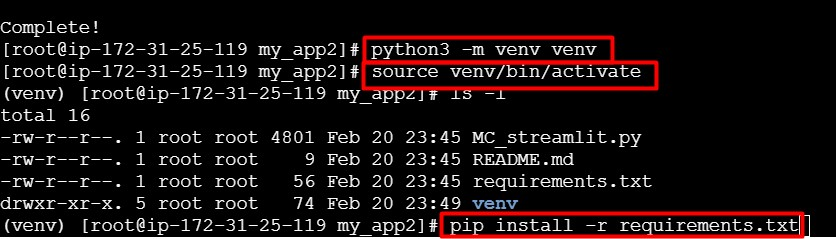 Complete!
[root@ip-172-31-25-119 my_app2]# python3 -m venv venv
[root@ip-172-31-25-119 my_app2]# source venv/bin/activate
(venv) [root@ip-172-31-25-119 my_app2]# ls -l
total 16
-rw-r--r--. 1 root root 4801 Feb 20 23:45 MC_streamlit.py
-rw-r--r--. 1 root root    9 Feb 20 23:45 README.md
-rw-r--r--. 1 root root   56 Feb 20 23:45 requirements.txt
drwxr-xr-x. 5 root root   74 Feb 20 23:49 venv
(venv) [root@ip-172-31-25-119 my_app2]# pip install -r requirements.txt